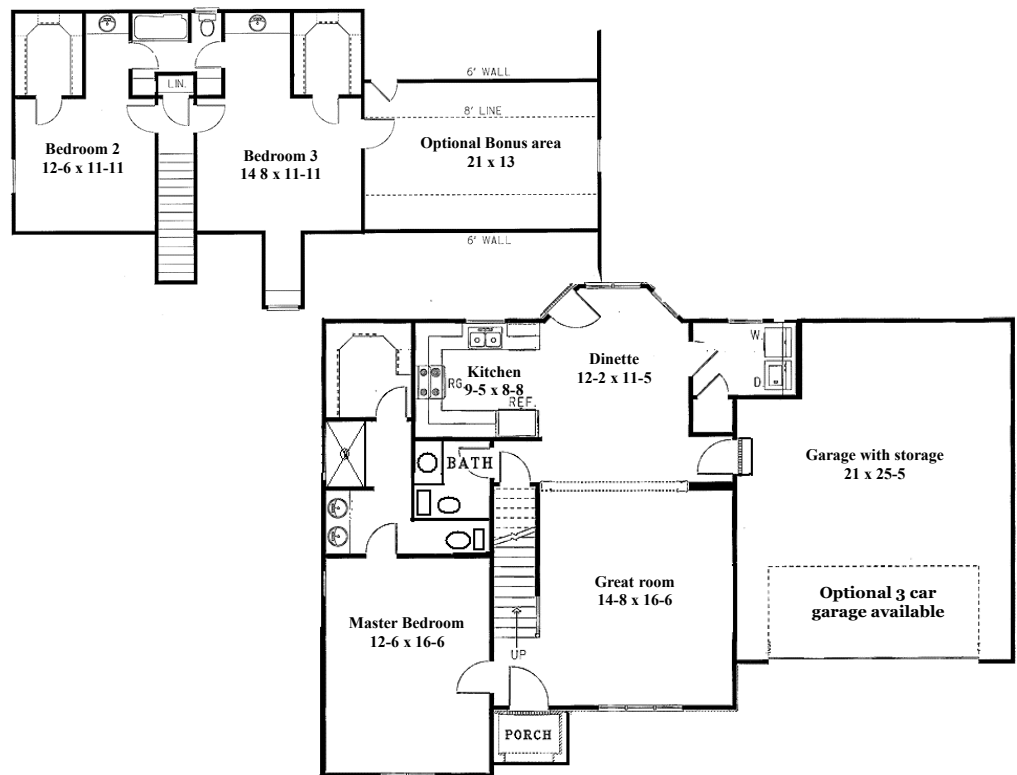 LIN.
6' WALL
8' LINE
Bedroom 2
12-6 x 11-11
Bedroom 3
14 8 x 11-11
Optional Bonus area
21 x 13
6' WALL
Kitchen
9-5 x 8-8
RG.
REF.
Dinette
12-2 x 11-5
W.
D.
BATH
Garage with storage
21 x 25-5
Great room
14-8 x 16-6
Optional 3 car
garage available
Master Bedroom
12-6 x 16-6
UP
PORCH